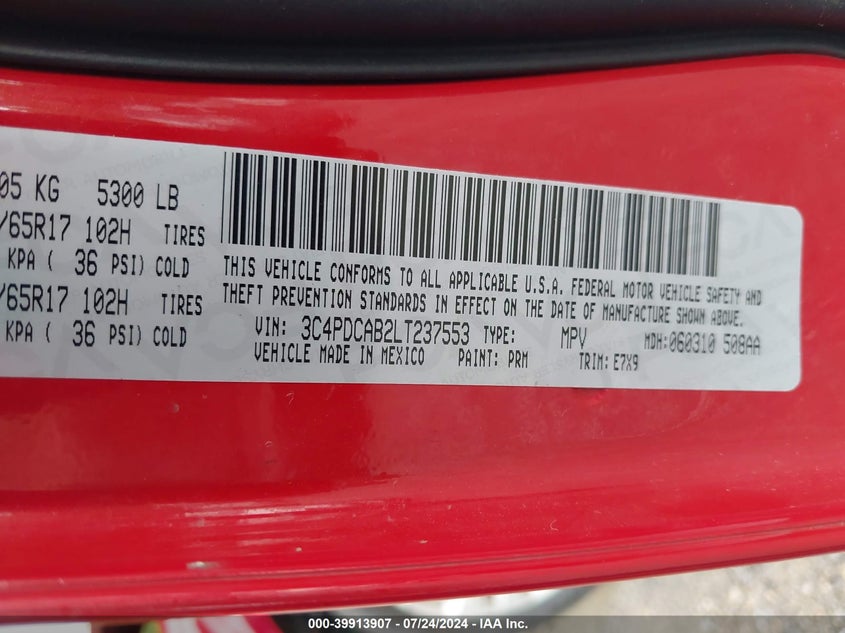 05 KG 5300 LB
/65R17 102H TIRES
KPA ( 36 PSI) COLD
/65R17 102H TIRES
KPA ( 36 PSI) COLD
THIS VEHICLE CONFORMS TO ALL APPLICABLE U.S.A. FEDERAL MOTOR VEHICLE SAFETY AND
THEFT PREVENTION STANDARDS IN EFFECT ON THE DATE OF MANUFACTURE SHOWN ABOVE.
VIN: 3C4PDCAB2LT237553 TYPE: MPV MDH:060310 508AA
VEHICLE MADE IN MEXICO PAINT: PRM TRIM: E7X9
000-39913907 - 07/24/2024 - IAA Inc.